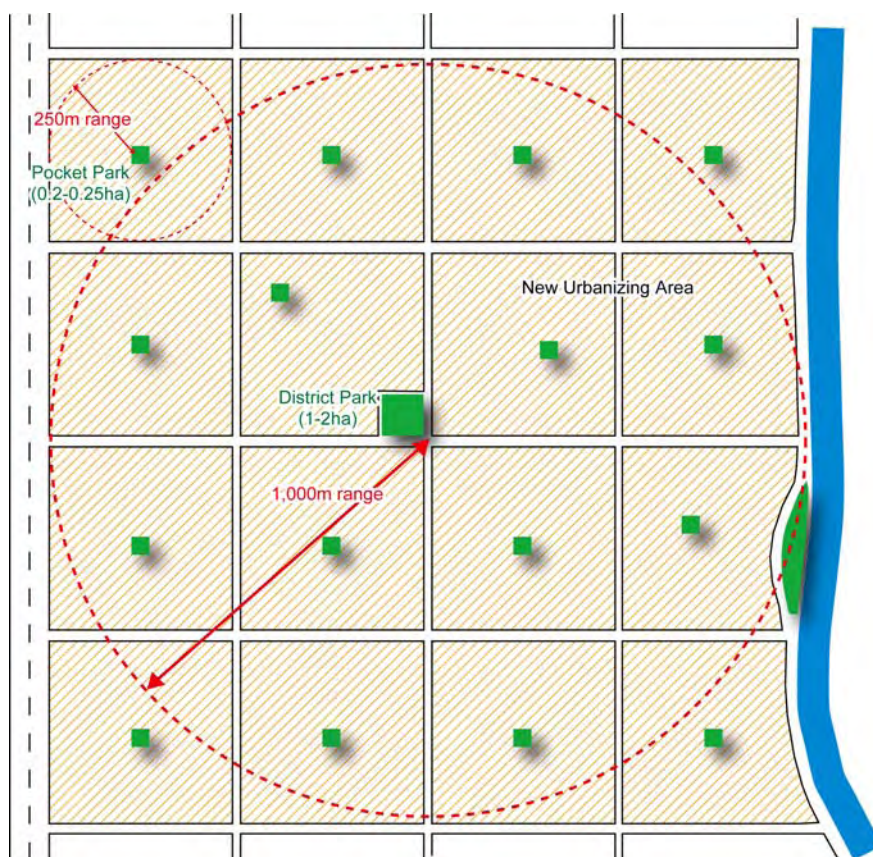 250m range
Pocket Park
(0.2-0.25ha)
New Urbanizing Area
District Park
(1-2ha)
1,000m range